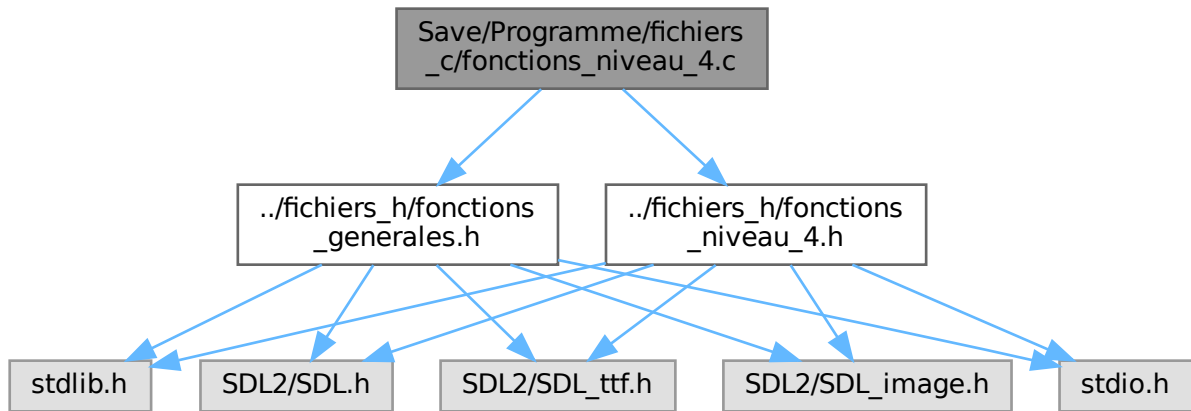 Save/Programme/fichiers
_c/fonctions_niveau_4.c
../fichiers_h/fonctions
_generales.h
../fichiers_h/fonctions
_niveau_4.h
stdlib.h
SDL2/SDL.h
SDL2/SDL_ttf.h
SDL2/SDL_image.h
stdio.h